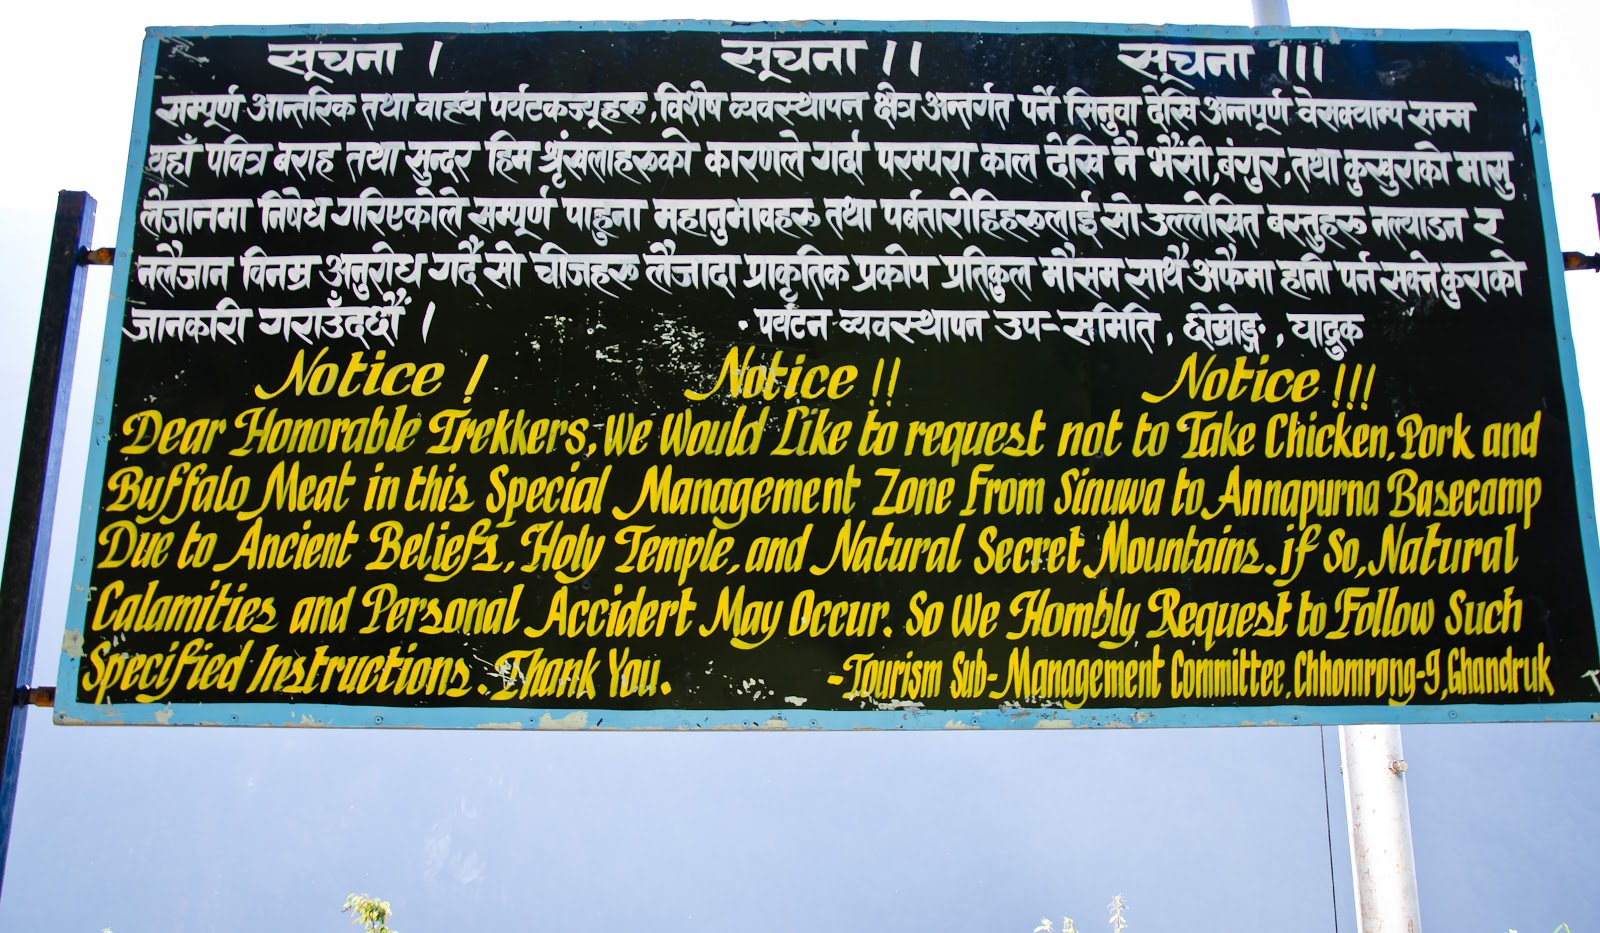 सूचना । सूचना ।। सूचना ।।।
सम्पूर्ण आन्तरिक तथा वाह्य पर्यटकज्यूहरू, विशेष व्यवस्थापन क्षेत्र अन्तर्गत पर्ने सिनुवा देखि अन्नपूर्ण वेसक्याम्प सम्म
यहाँ पवित्र बराह तथा सुन्दर हिम श्रृंखलाहरूको कारणले गर्दा परम्परा काल देखि नै भैंसी, बंगुर, तथा कुखुराको मासु
लैजानमा निषेध गरिएकोले सम्पूर्ण पाहुना महानुभावहरू तथा पर्वतारोहिहरूलाई सो उल्लेखित बस्तुहरू नल्याउन र
नलैजान विनम्र अनुरोध गर्दै सो चीजहरू लैजादा प्राकृतिक प्रकोप प्रतिकुल मौसम साथै अफैमा हानी पर्न सक्ने कुराको
जानकारी गराउँदछौं ।
- पर्यटन व्यवस्थापन उप-समिति, छोम्रोङ्ग, घान्द्रुक
Notice ! Notice !! Notice !!!
Dear Honorable Trekkers, We Would Like to request not to Take Chicken, Pork and
Buffalo Meat in this Special Management Zone From Sinuwa to Annapurna Basecamp
Due to Ancient Beliefs, Holy Temple, and Natural Secret Mountains. if So, Natural
Calamities and Personal Accidert May Occur. So We Hombly Request to Follow Such
Specified Instructions. Thank You.
-Tourism Sub-Management Committee, Chhomrong-9, Ghandruk